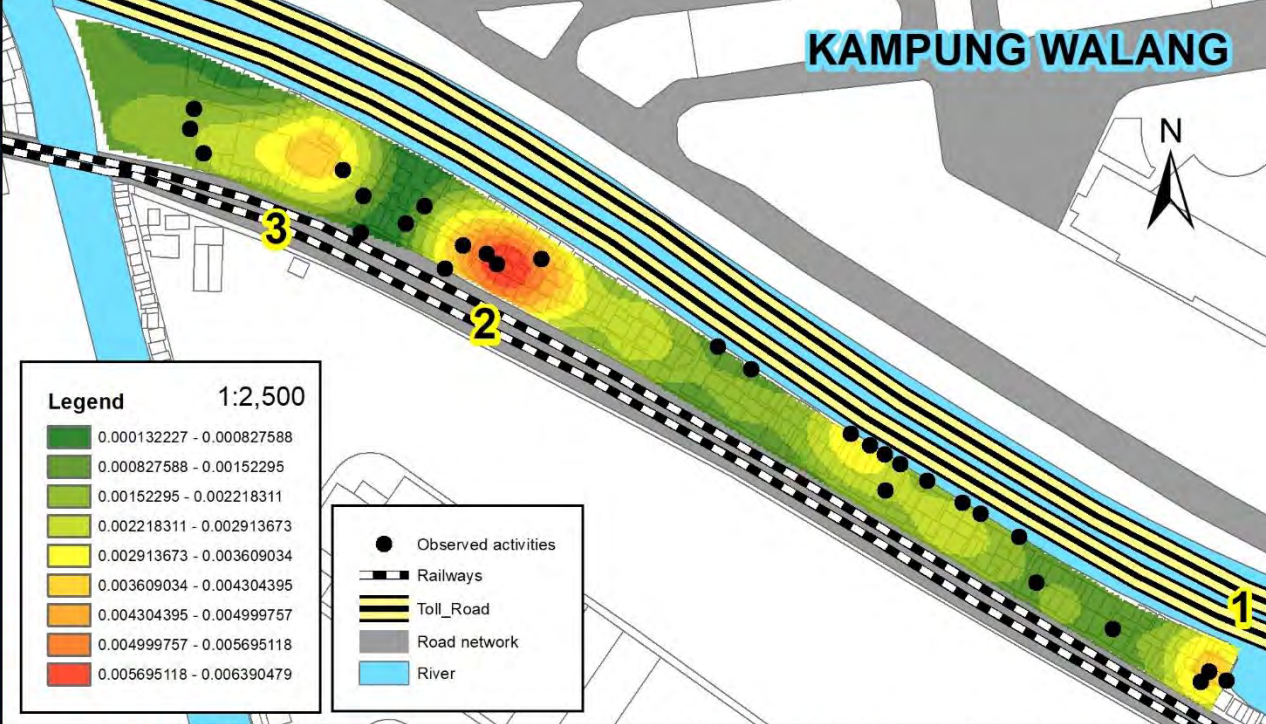 KAMPUNG WALANG
N
3
2
1
Legend 1:2,500
0.000132227 - 0.000827588
0.000827588 - 0.00152295
0.00152295 - 0.002218311
0.002218311 - 0.002913673
0.002913673 - 0.003609034
0.003609034 - 0.004304395
0.004304395 - 0.004999757
0.004999757 - 0.005695118
0.005695118 - 0.006390479
Observed activities
Railways
Toll_Road
Road network
River